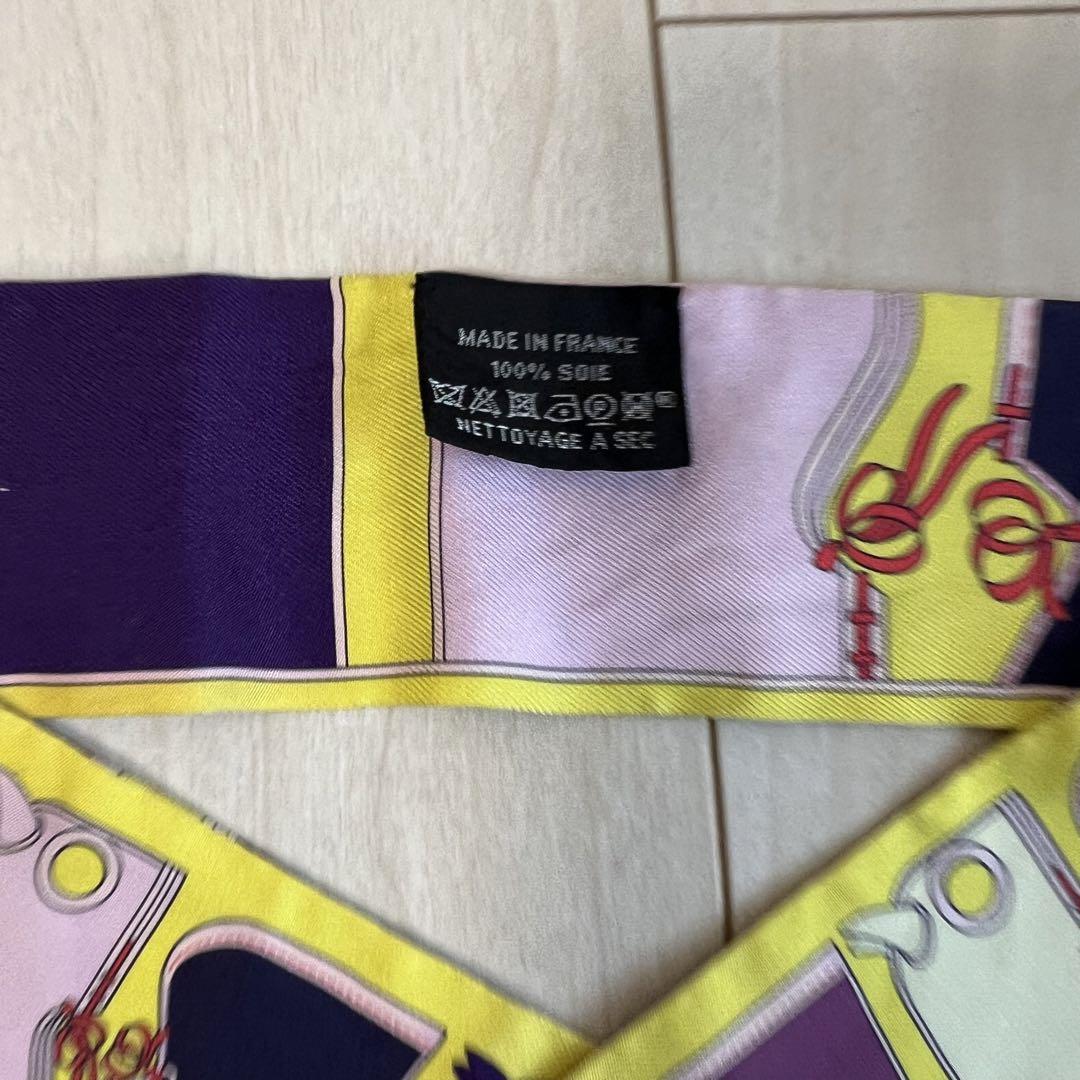 MADE IN FRANCE
100% SOIE
NETTOYAGE A SEC